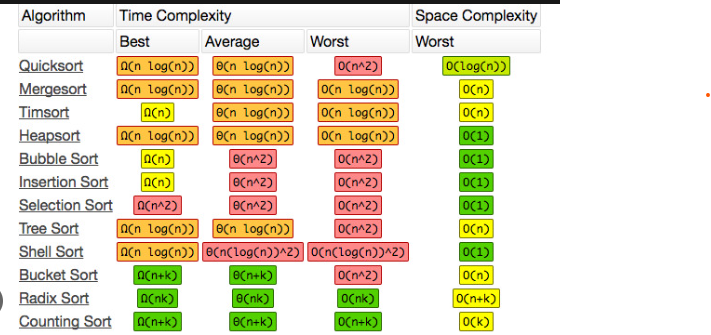 Algorithm Time Complexity Space Complexity
Best Average Worst Worst
Quicksort Ω(n log(n)) Θ(n log(n)) O(n^2) O(log(n))
Mergesort Ω(n log(n)) Θ(n log(n)) O(n log(n)) O(n)
Timsort Ω(n) Θ(n log(n)) O(n log(n)) O(n)
Heapsort Ω(n log(n)) Θ(n log(n)) O(n log(n)) O(1)
Bubble Sort Ω(n) Θ(n^2) O(n^2) O(1)
Insertion Sort Ω(n) Θ(n^2) O(n^2) O(1)
Selection Sort Ω(n^2) Θ(n^2) O(n^2) O(1)
Tree Sort Ω(n log(n)) Θ(n log(n)) O(n^2) O(n)
Shell Sort Ω(n log(n)) Θ(n(log(n))^2) O(n(log(n))^2) O(1)
Bucket Sort Ω(n+k) Θ(n+k) O(n^2) O(n)
Radix Sort Ω(nk) Θ(nk) O(nk) O(n+k)
Counting Sort Ω(n+k) Θ(n+k) O(n+k) O(k)